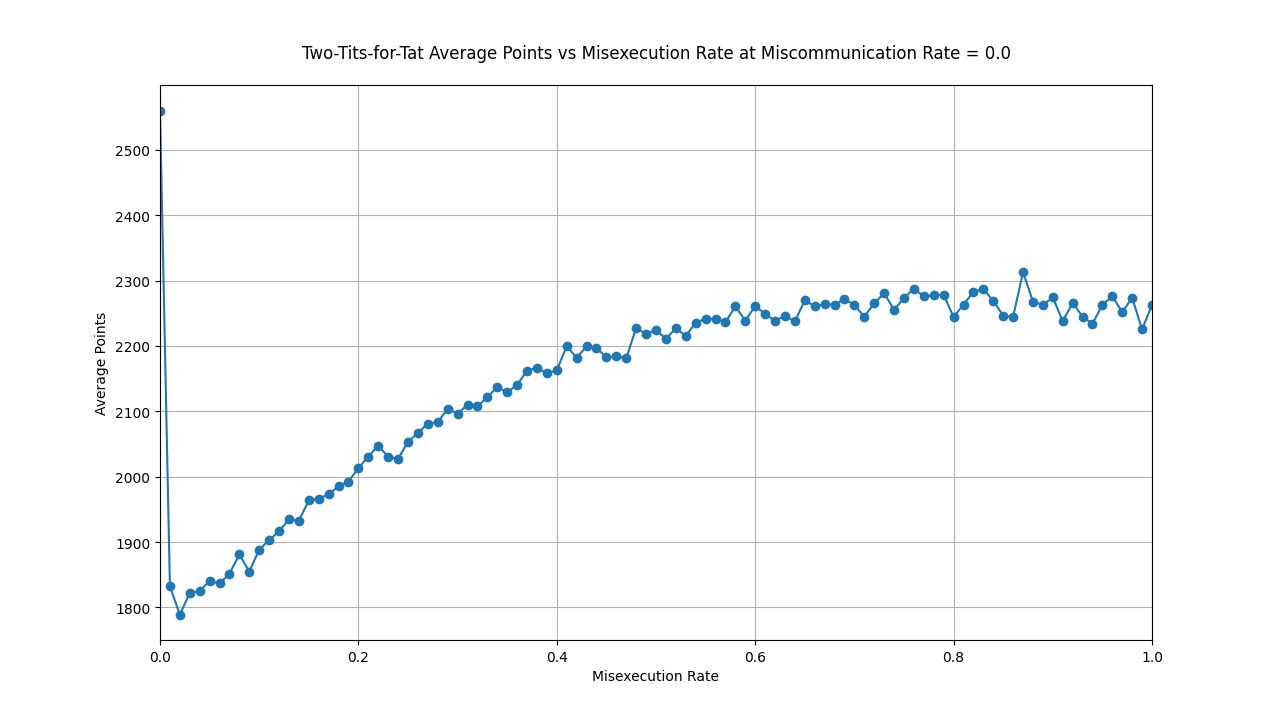 Two-Tits-for-Tat Average Points vs Misexecution Rate at Miscommunication Rate = 0.0
2500
2400
2300
2200
2100
2000
1900
1800
Average Points
0.0 0.2 0.4 0.6 0.8 1.0
Misexecution Rate